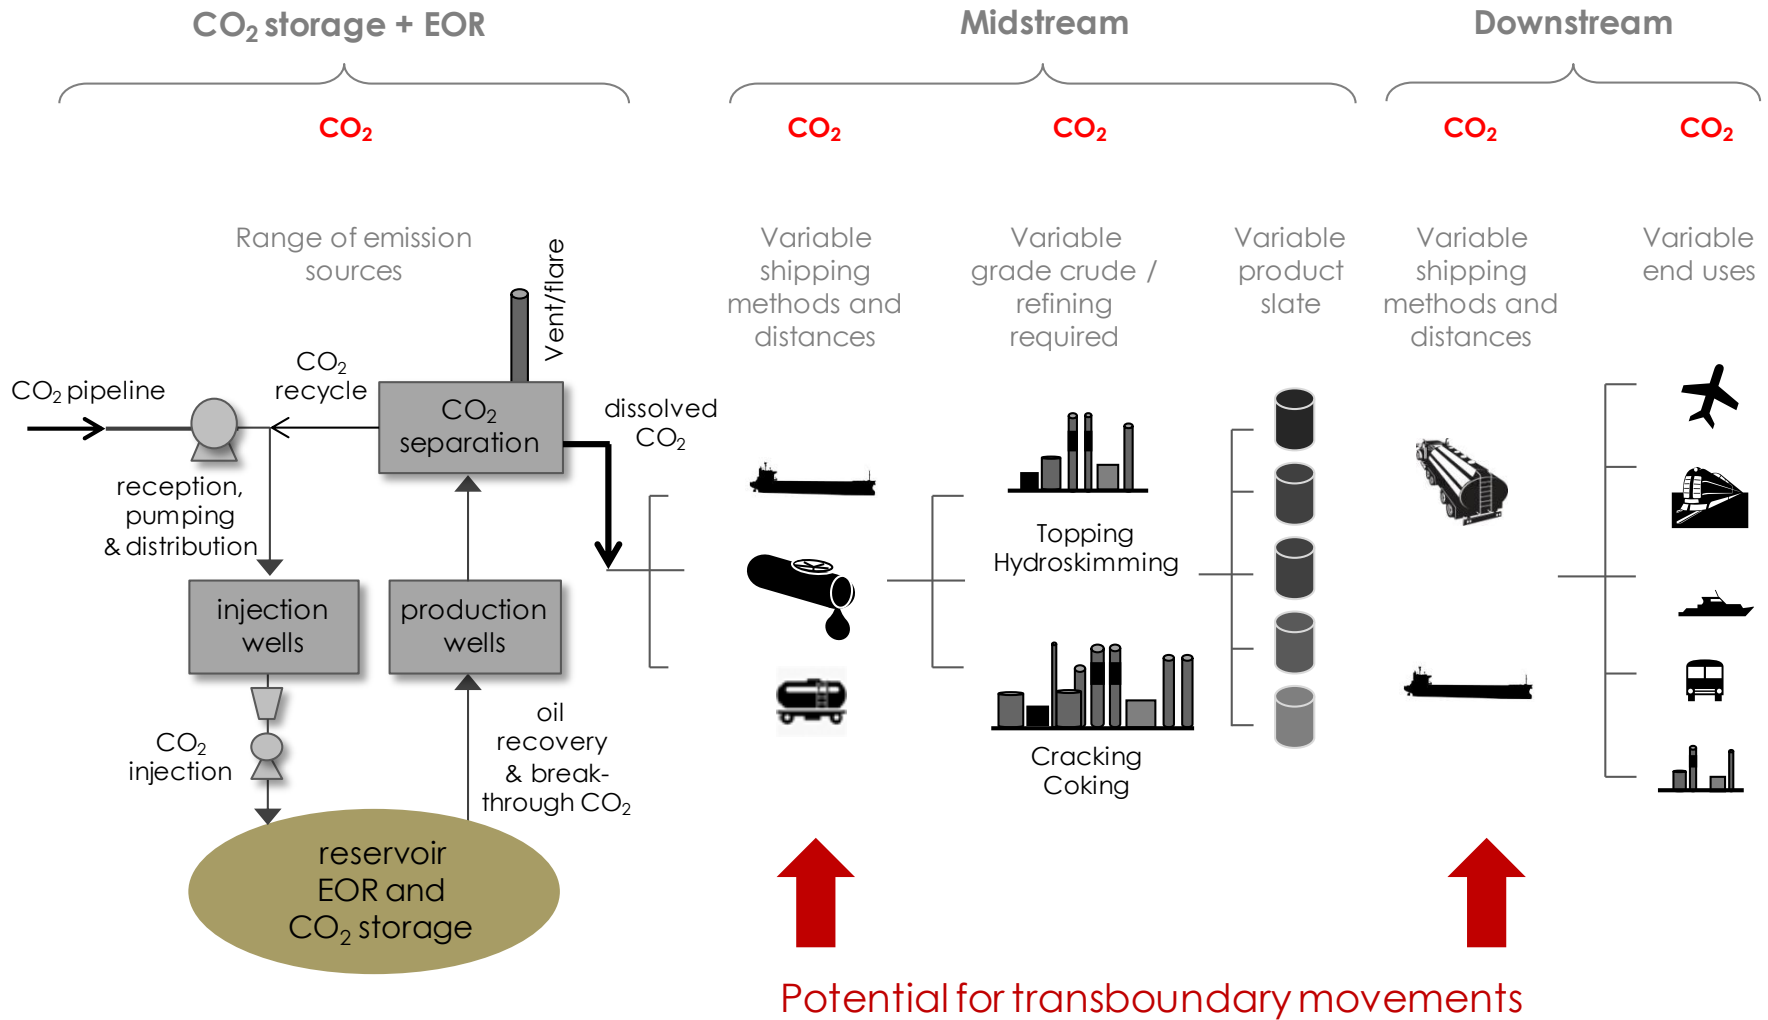 CO₂ storage + EOR
Midstream
Downstream
CO₂
CO₂
CO₂
CO₂
CO₂
Range of emission
sources
Variable
shipping
methods and
distances
Variable
grade crude /
refining
required
Variable
product
slate
Variable
shipping
methods and
distances
Variable
end uses
Vent/flare
CO₂ pipeline
CO₂
recycle
CO₂
separation
dissolved
CO₂
reception,
pumping
& distribution
injection
wells
production
wells
CO₂
injection
oil
recovery
& break-
through CO₂
reservoir
EOR and
CO₂ storage
Topping
Hydroskimming
Cracking
Coking
Potential for transboundary movements